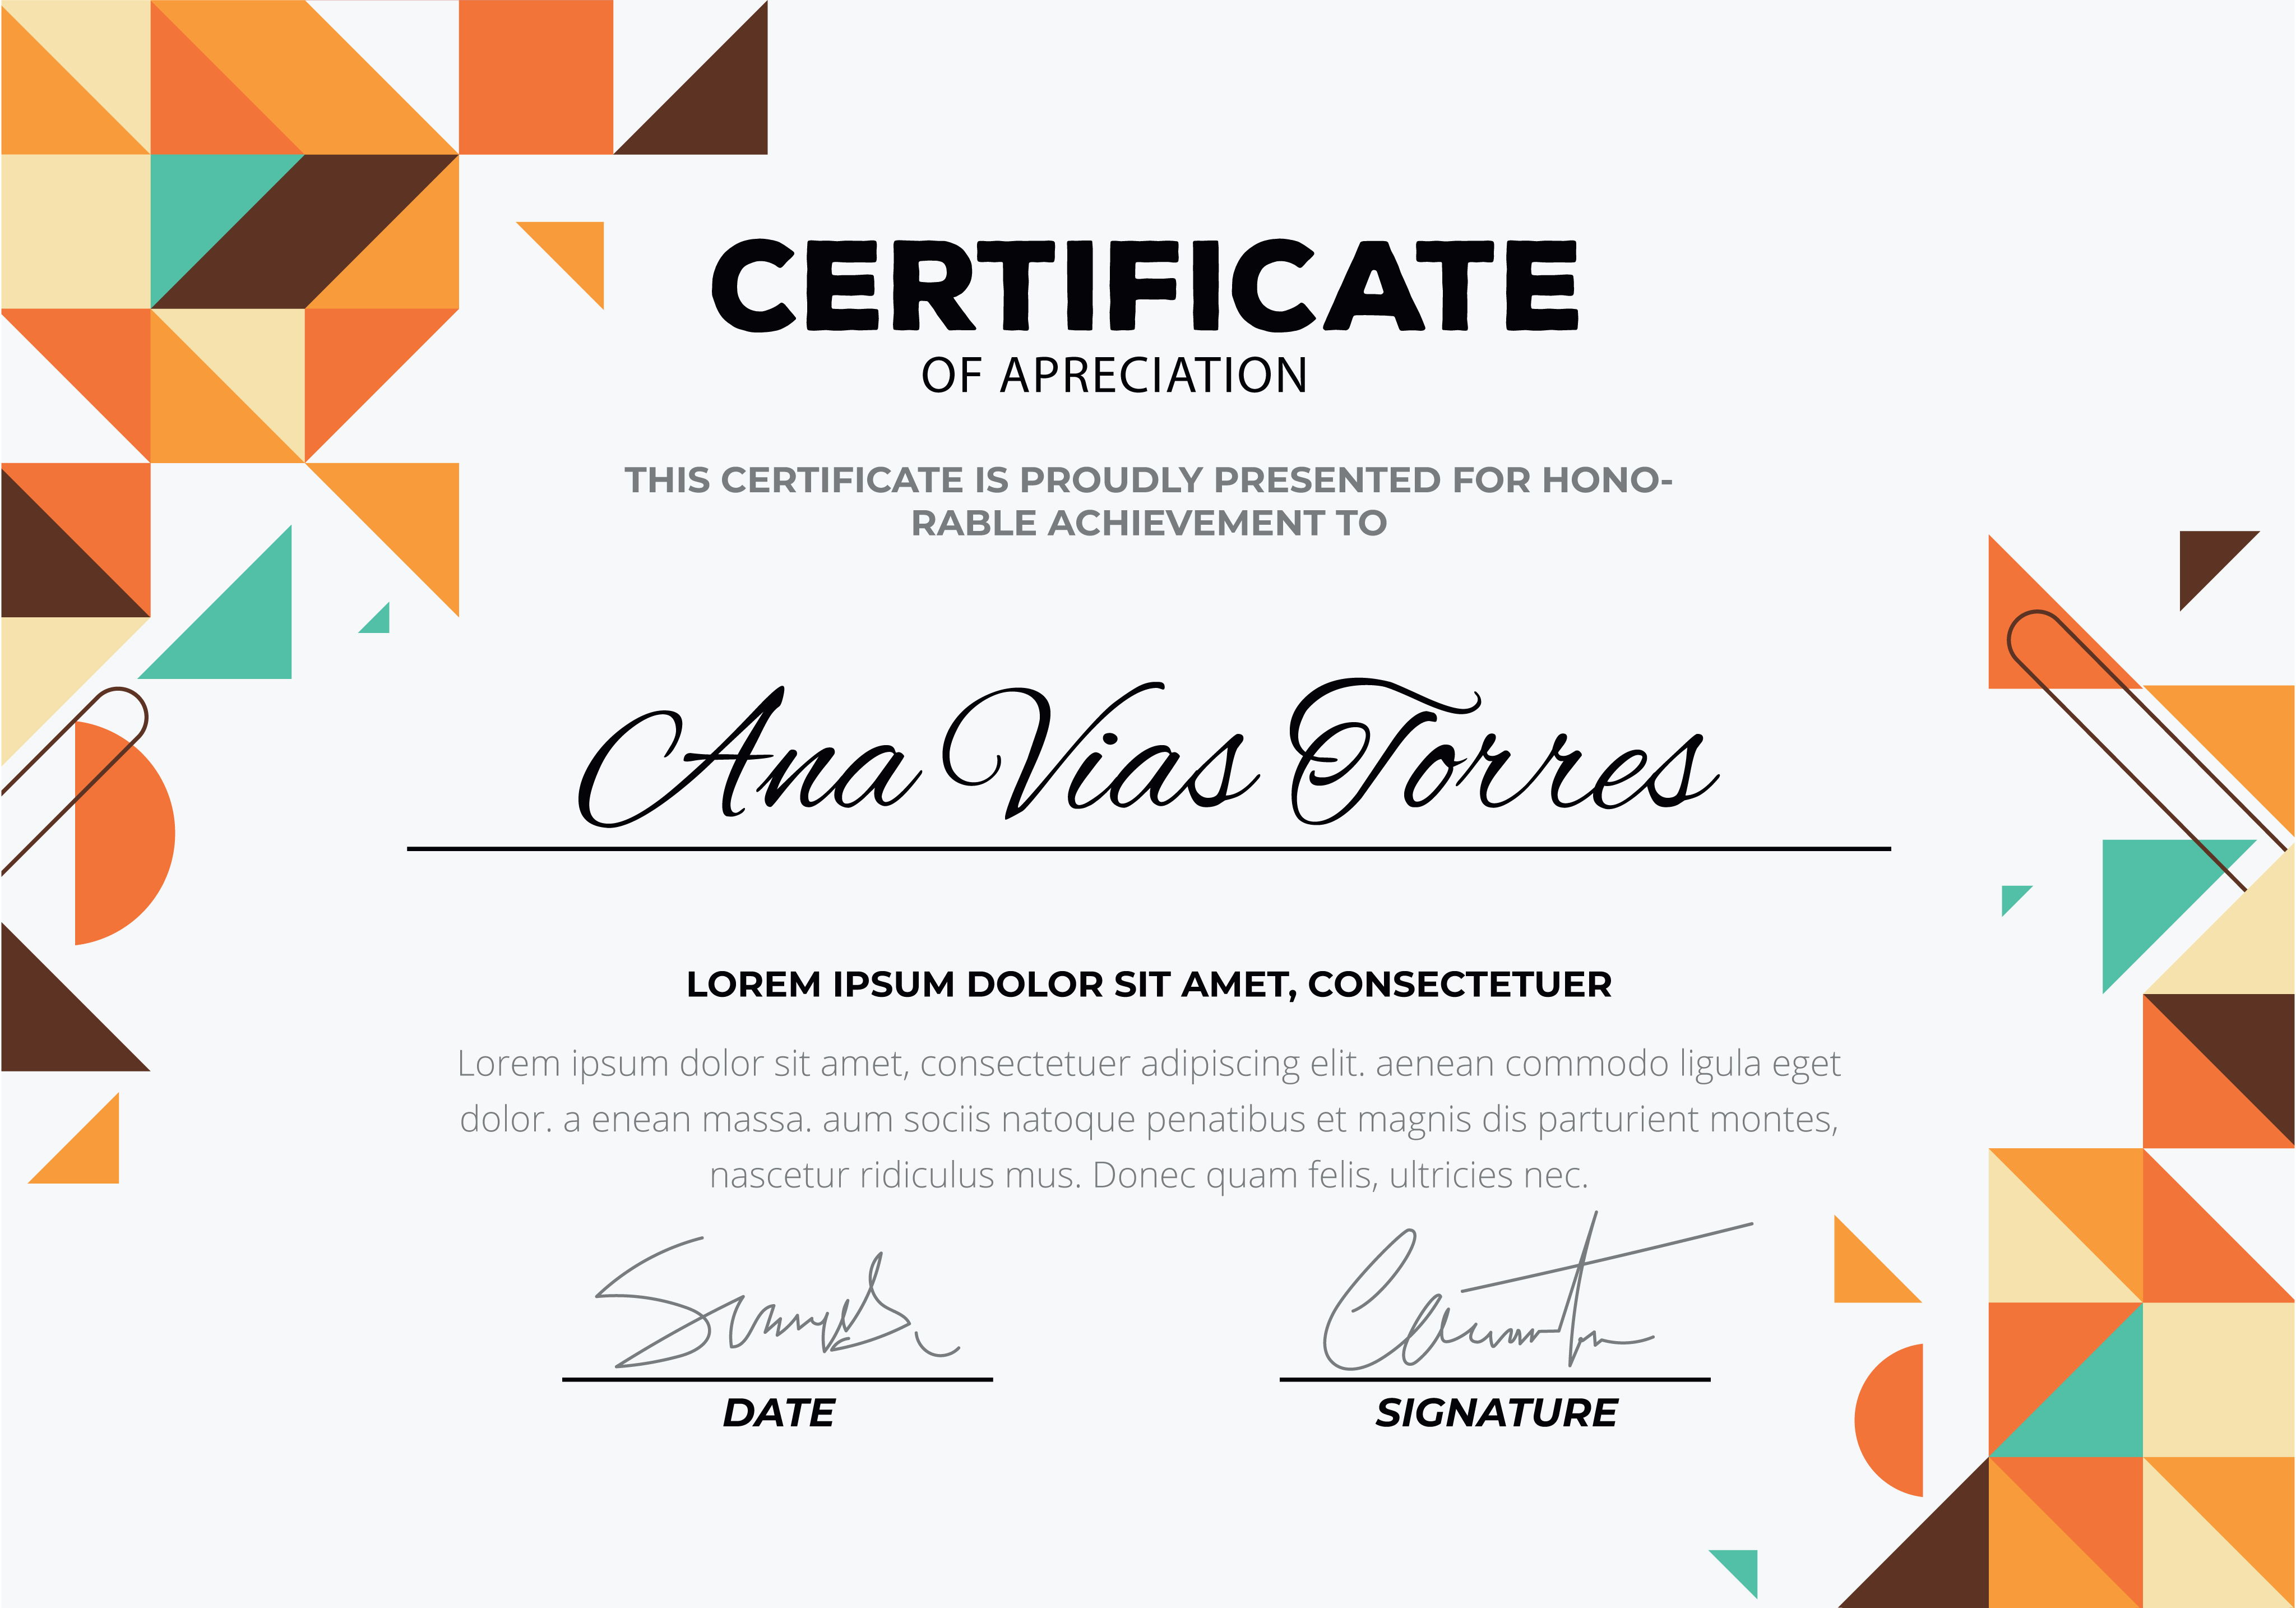 CERTIFICATE
OF APRECIATION
THIS CERTIFICATE IS PROUDLY PRESENTED FOR HONO-
RABLE ACHIEVEMENT TO
Ana Vias Torres
LOREM IPSUM DOLOR SIT AMET, CONSECTETUER
Lorem ipsum dolor sit amet, consectetuer adipiscing elit. aenean commodo ligula eget
dolor. a enean massa. aum sociis natoque penatibus et magnis dis parturient montes,
nascetur ridiculus mus. Donec quam felis, ultricies nec.
DATE
SIGNATURE